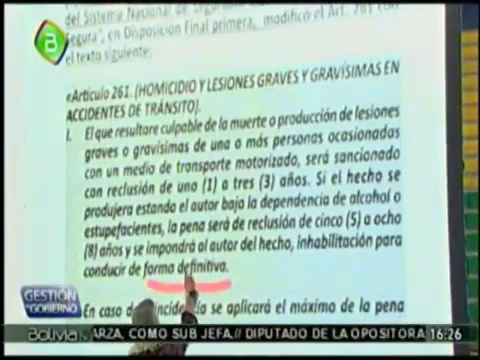 del Sistema Nacional de
Segura", en Disposición Final primera, modificó el Art. 261 con
el texto siguiente:
«Artículo 261. (HOMICIDIO Y LESIONES GRAVES Y GRAVÍSIMAS EN
ACCIDENTES DE TRÁNSITO).
I. El que resultare culpable de la muerte o producción de lesiones
graves o gravísimas de una o más personas ocasionadas
con un medio de transporte motorizado, será sancionado
con reclusión de uno (1) a tres (3) años. Si el hecho se
produjera estando el autor bajo la dependencia de alcohol o
estupefacientes, la pena será de reclusión de cinco (5) a ocho
(8) años y se impondrá al autor del hecho, inhabilitación para
conducir de forma definitiva.
En caso de se aplicará el máximo de la pena
GESTIÓN
DE GOBIERNO
Bolivia tv ARZA, COMO SUB JEFA.// DIPUTADO DE LA OPOSITORA 16:26